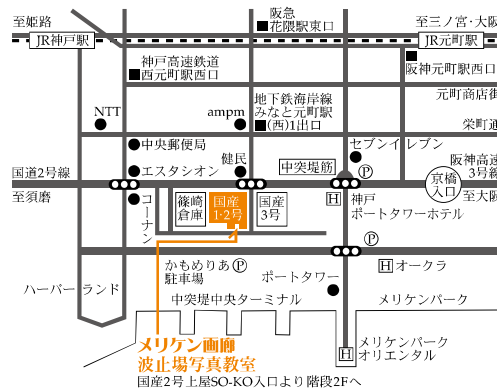 阪急
花隈駅東口
至姫路
至三ノ宮・大阪
JR神戸駅
JR元町駅
神戸高速鉄道
西元町駅西口
阪神元町駅西口
元町商店街
地下鉄海岸線
みなと元町駅
(西)1出口
NTT
ampm
栄町通
中央郵便局
セブンイレブン
エスタシオン
健民
中突堤筋
P
阪神高速
3号線
国道2号線
京橋
入口
至須磨
至大阪
コーナン
篠崎
倉庫
国産
1・2号
国産
3号
H
神戸
ポートタワーホテル
P
かもめりあ P
駐車場
H オークラ
ポートタワー
ハーバーランド
中突堤中央ターミナル
メリケンパーク
メリケン画廊
波止場写真教室
H メリケンパーク
オリエンタル
国産2号上屋SO-KO入口より階段2Fへ